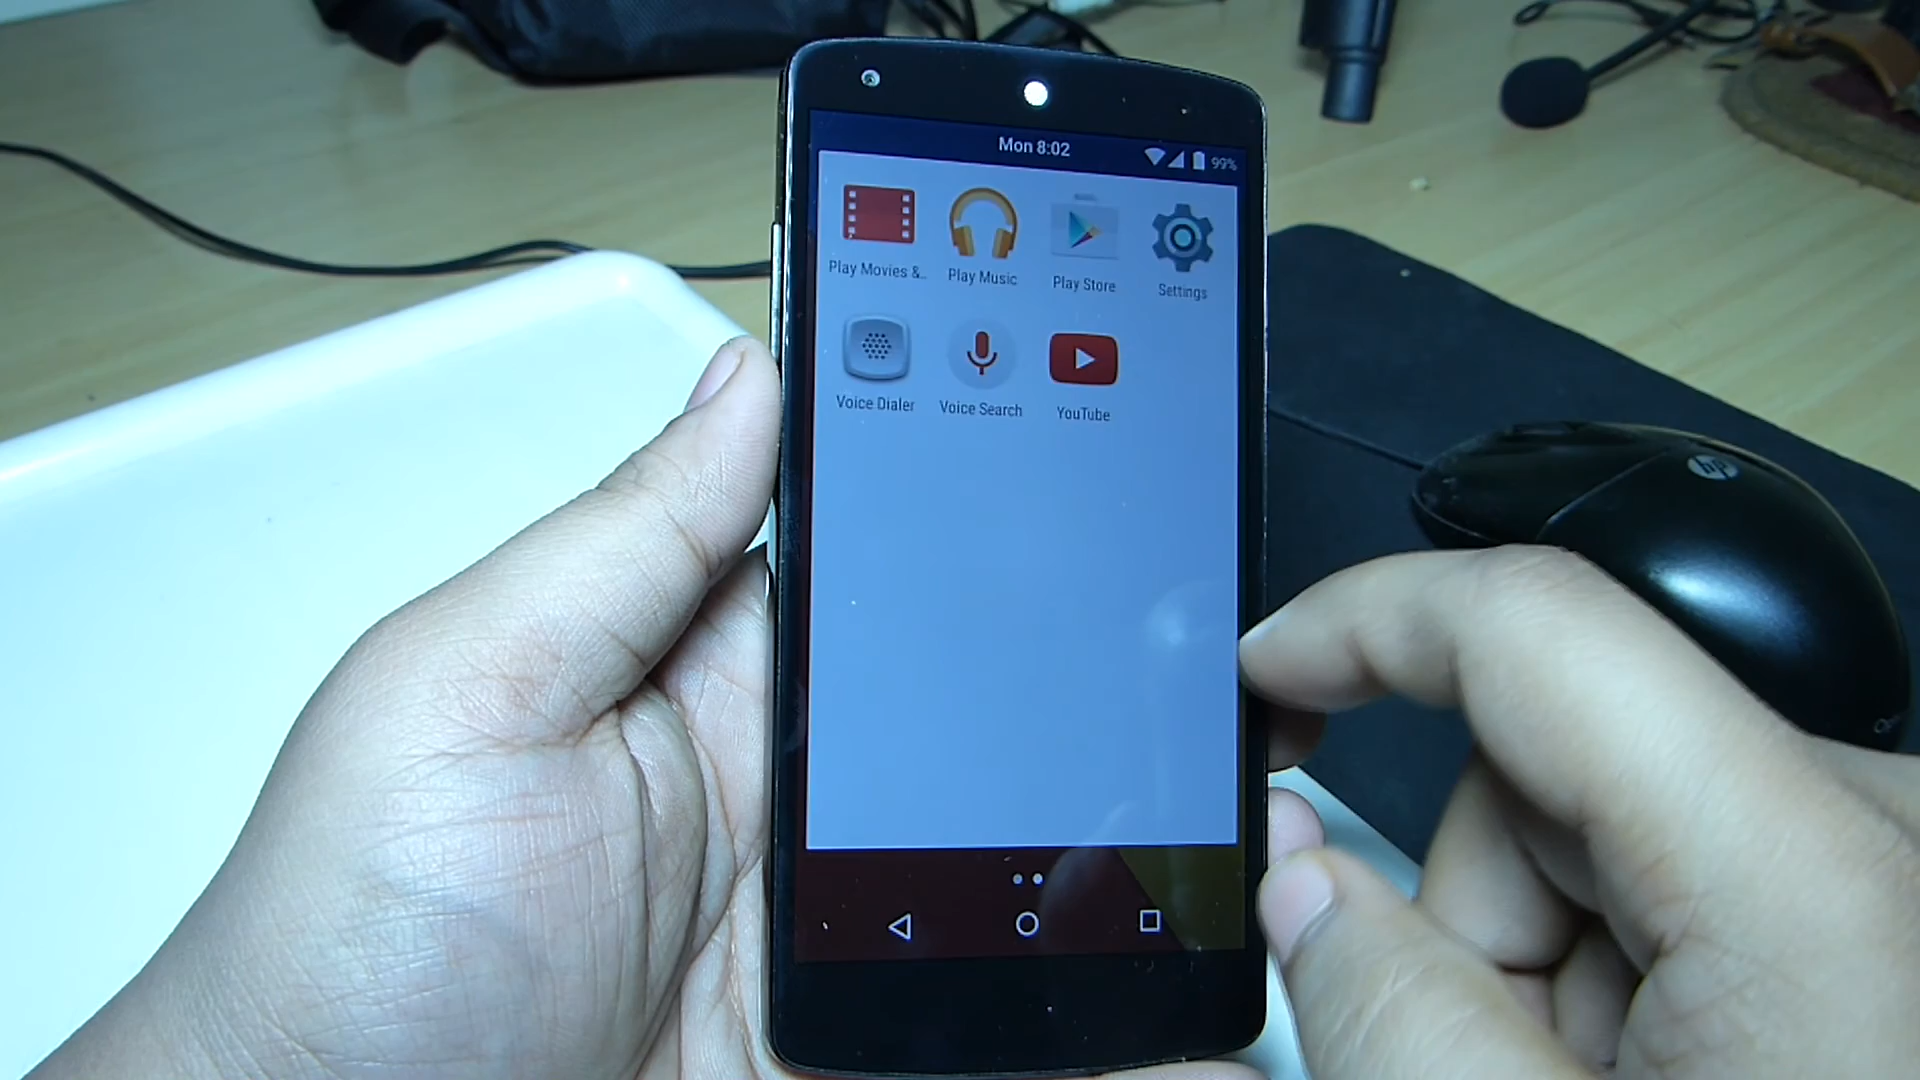 Mon 8:02
99%
Play Movies &..
Play Music
Play Store
Settings
Voice Dialer
Voice Search
YouTube
hp